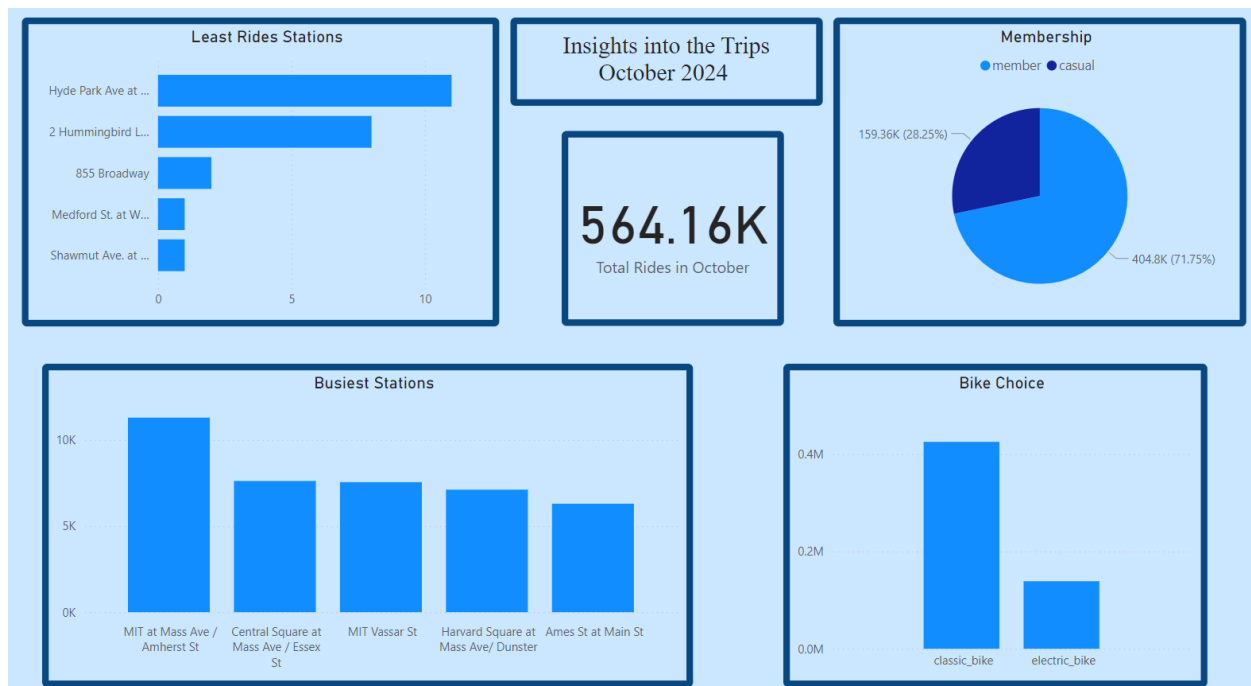 Least Rides Stations
Hyde Park Ave at ...
2 Hummingbird L...
855 Broadway
Medford St. at W...
Shawmut Ave. at ...
0
5
10
Insights into the Trips
October 2024
564.16K
Total Rides in October
Membership
member
casual
159.36K (28.25%)
404.8K (71.75%)
Busiest Stations
10K
5K
0K
MIT at Mass Ave /
Amherst St
Central Square at
Mass Ave / Essex
St
MIT Vassar St
Harvard Square at
Mass Ave/ Dunster
Ames St at Main St
Bike Choice
0.4M
0.2M
0.0M
classic_bike
electric_bike